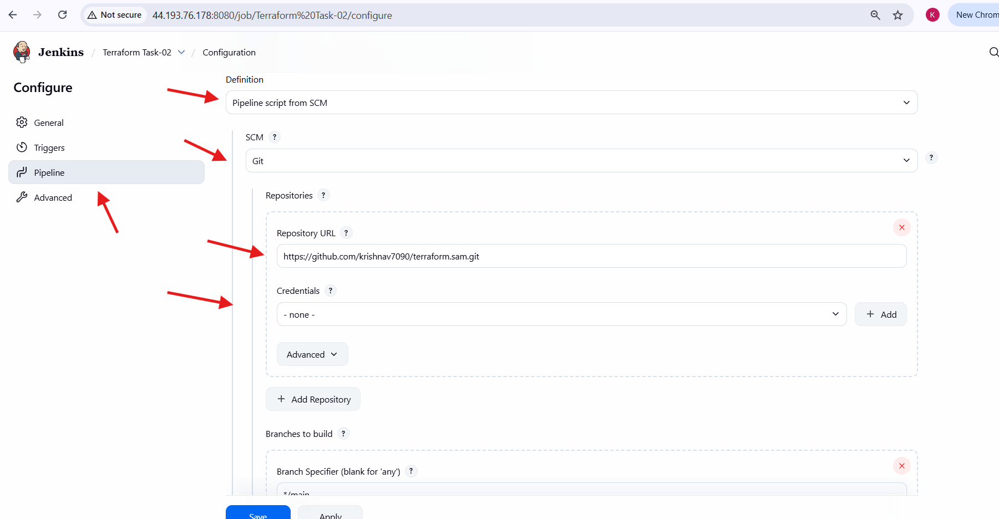 Not secure 44.193.76.178:8080/job/Terraform%20Task-02/configure K New Chrom
Jenkins / Terraform Task-02 / Configuration
Configure
General
Triggers
Pipeline
Advanced
Definition
Pipeline script from SCM
SCM ?
Git
?
Repositories ?
Repository URL ?
https://github.com/krishnav7090/terraform.sam.git
Credentials ?
- none -
+ Add
Advanced
+ Add Repository
Branches to build ?
Branch Specifier (blank for 'any') ?
*/main
Save
Apply